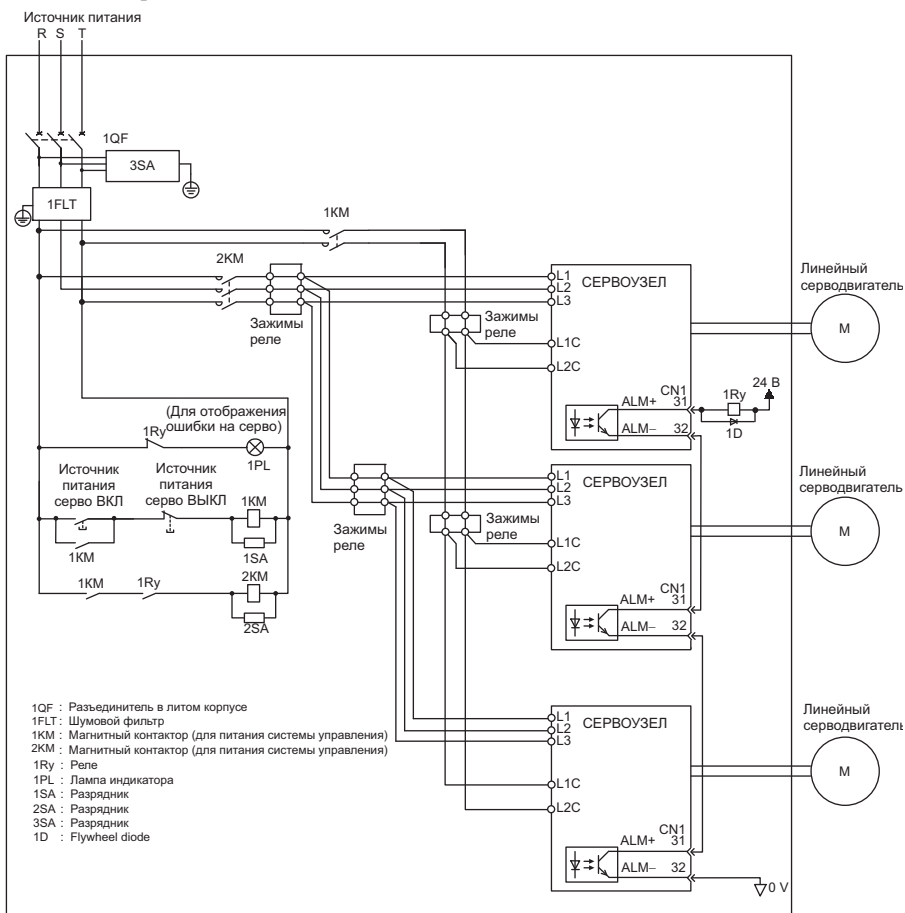 Источник питания
R S T
1QF
3SA
1FLT
1KM
2KM
Зажимы
реле
L1
L2
L3
СЕРВОУЗЕЛ
Линейный
серводвигатель
M
Зажимы
реле
L1C
L2C
CN1
ALM+ 31
ALM– 32
1Ry
24 В
1D
(Для отображения
ошибки на серво)
1Ry
1PL
Источник
питания
серво ВКЛ
Источник
питания
серво ВЫКЛ
1KM
1KM
1SA
1KM
1Ry
2KM
2SA
Зажимы
реле
L1
L2
L3
СЕРВОУЗЕЛ
Линейный
серводвигатель
M
Зажимы
реле
L1C
L2C
CN1
ALM+ 31
ALM– 32
L1
L2
L3
СЕРВОУЗЕЛ
Линейный
серводвигатель
M
L1C
L2C
CN1
ALM+ 31
ALM– 32
0 V
1QF : Разъединитель в литом корпусе
1FLT : Шумовой фильтр
1KM : Магнитный контактор (для питания системы управления)
2KM : Магнитный контактор (для питания системы управления)
1Ry : Реле
1PL : Лампа индикатора
1SA : Разрядник
2SA : Разрядник
3SA : Разрядник
1D : Flywheel diode